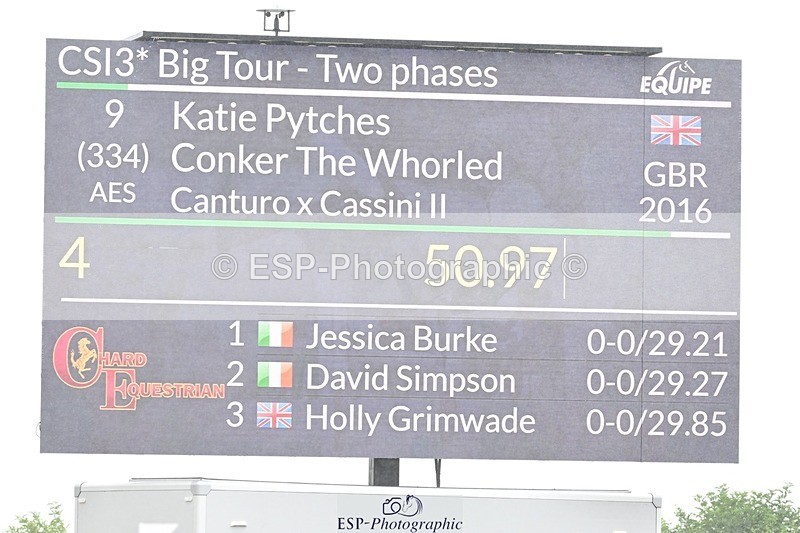 CSI3* Big Tour - Two phases
EQUIPE
9 Katie Pytches
(334) Conker The Whorled GBR
AES Canturo x Cassini II 2016
4 50.97
© ESP-Photographic ©
CHARD EQUESTRIAN
1 Jessica Burke 0-0/29.21
2 David Simpson 0-0/29.27
3 Holly Grimwade 0-0/29.85
ESP-Photographic